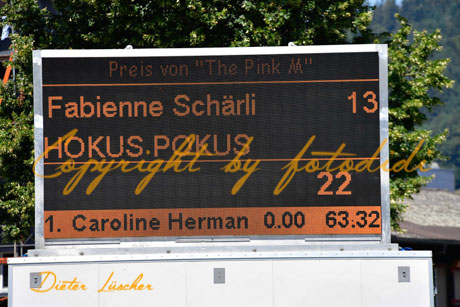 Preis von "The Pink M"
Fabienne Schärli 13
HOKUS POKUS
Copyright by fotodede
22
1. Caroline Herman 0.00 63:32
Dieter Lüscher